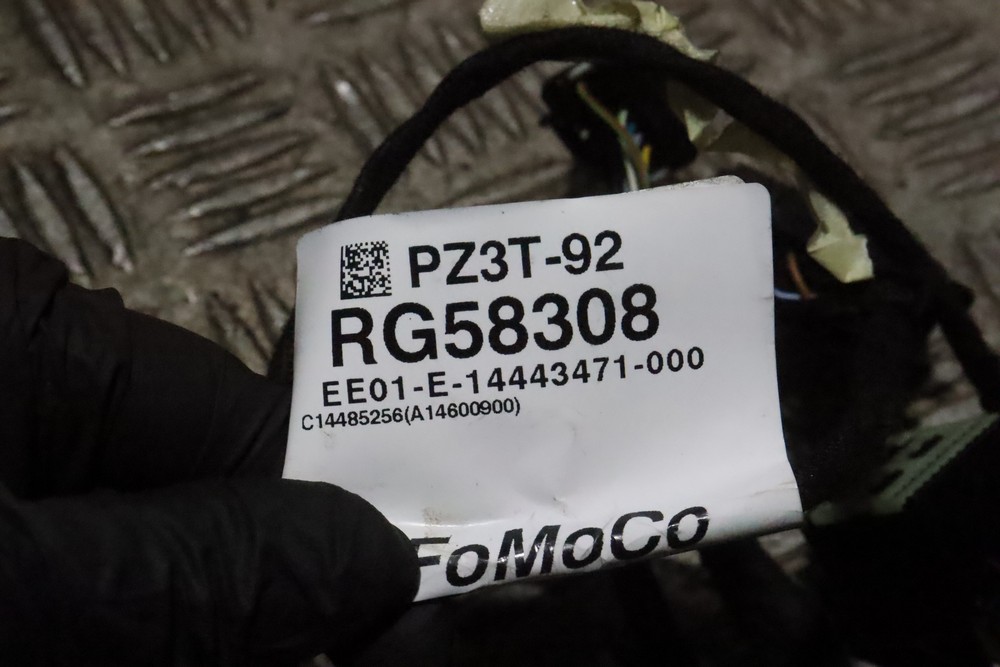 PZ3T-92
RG58308
EE01-E-14443471-000
C14485256(A14600900)
FoMoCo